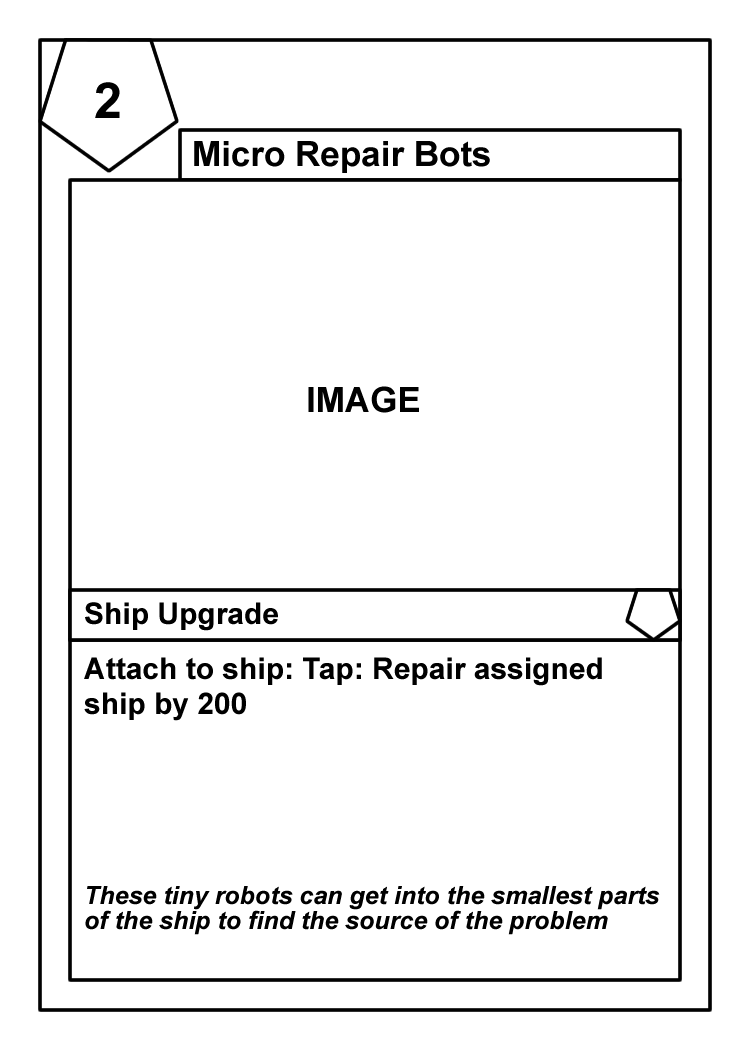 2
Micro Repair Bots
IMAGE
Ship Upgrade
Attach to ship: Tap: Repair assigned
ship by 200
These tiny robots can get into the smallest parts
of the ship to find the source of the problem